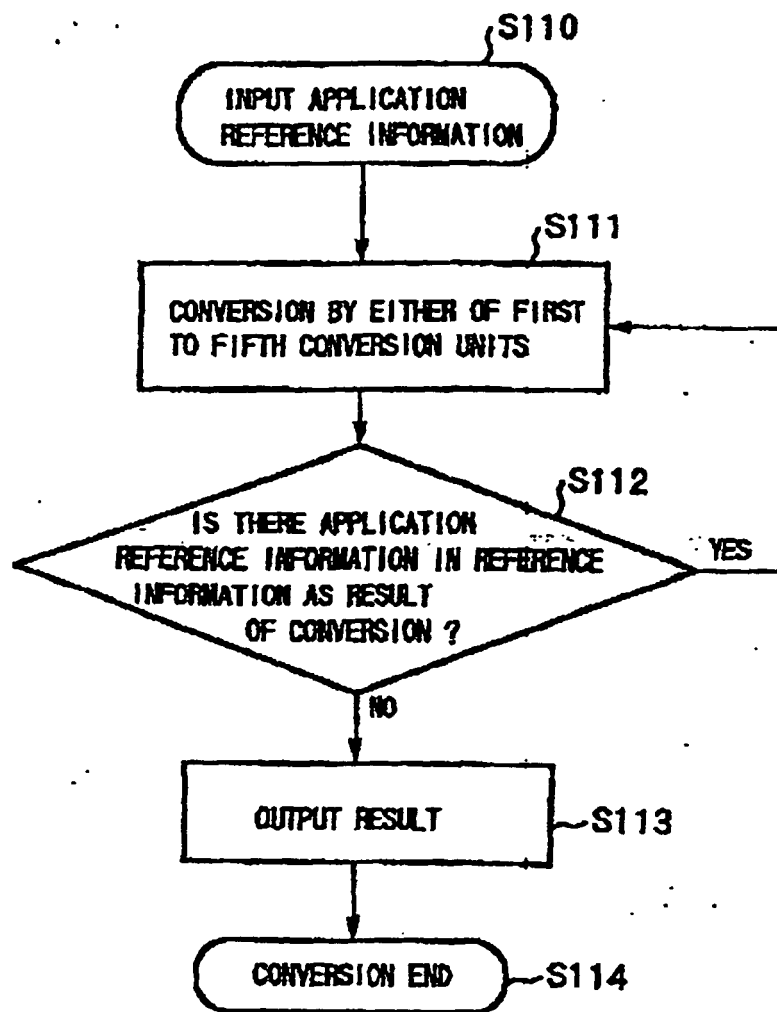 S110
INPUT APPLICATION
REFERENCE INFORMATION
S111
CONVERSION BY EITHER OF FIRST
TO FIFTH CONVERSION UNITS
S112
IS THERE APPLICATION
REFERENCE INFORMATION IN REFERENCE
INFORMATION AS RESULT
OF CONVERSION ?
YES
NO
OUTPUT RESULT
S113
CONVERSION END
S114